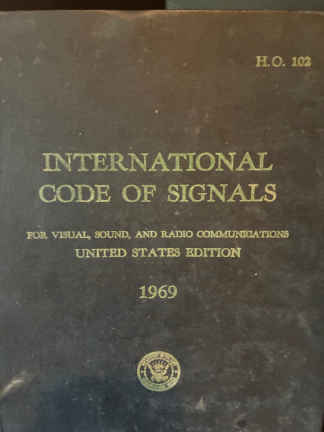 H.O. 102
INTERNATIONAL
CODE OF SIGNALS
FOR VISUAL, SOUND, AND RADIO COMMUNICATIONS
UNITED STATES EDITION
1969